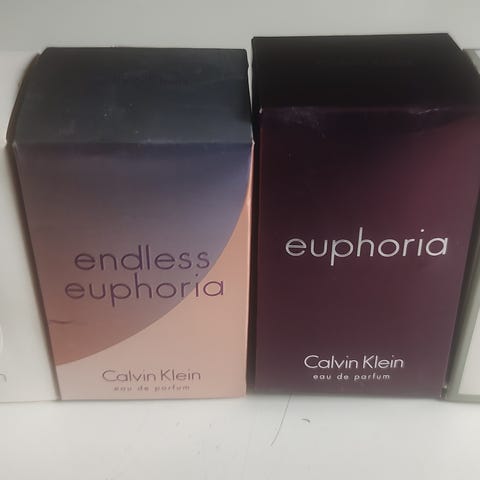 endless
euphoria
Calvin Klein
eau de parfum
euphoria
Calvin Klein
eau de parfum